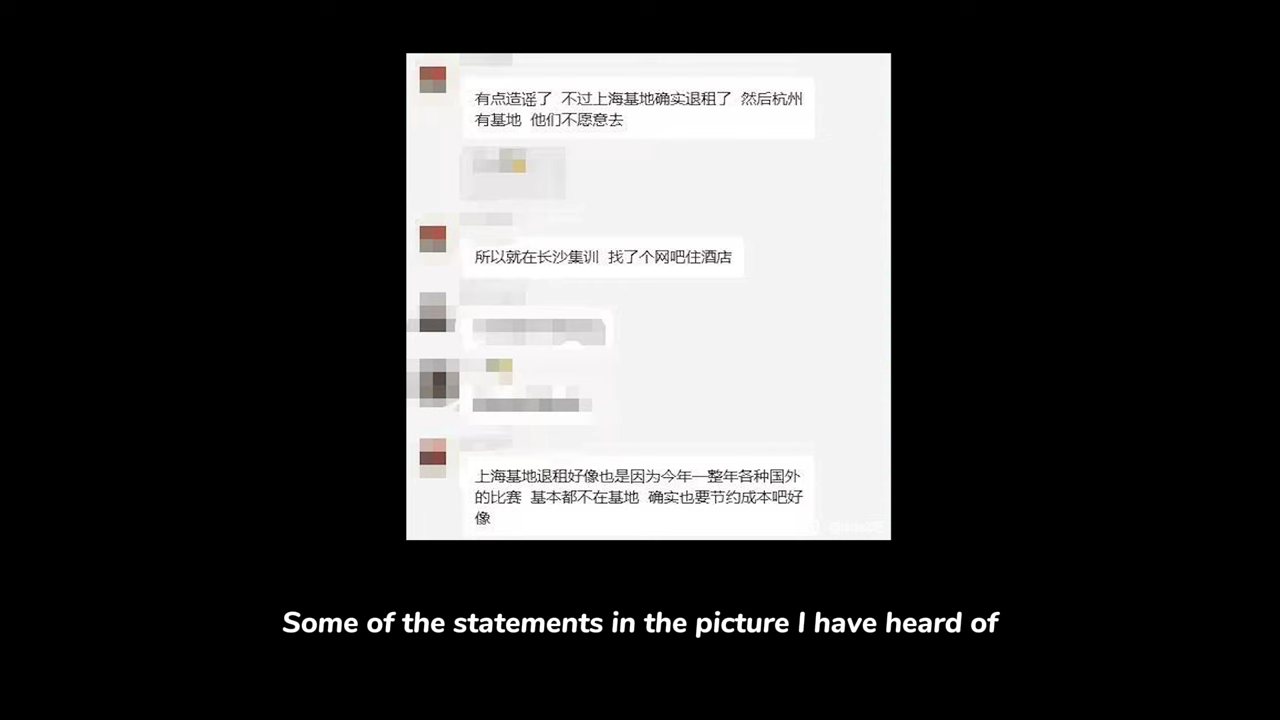 有点造谣了 不过上海基地确实退租了 然后杭州
有基地 他们不愿意去
所以就在长沙集训 找了个网吧住酒店
上海基地退租好像也是因为今年一整年各种国外
的比赛 基本都不在基地 确实也要节约成本吧好
像
Some of the statements in the picture I have heard of